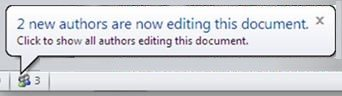 2 new authors are now editing this document.
Click to show all authors editing this document.
3